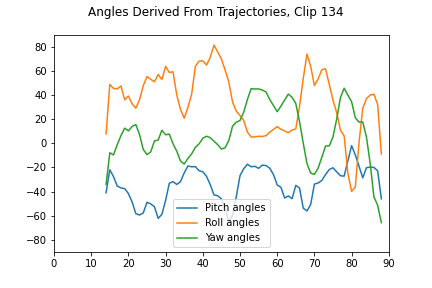 Angles Derived From Trajectories, Clip 134
80
60
40
20
0
−20
−40
−60
−80
Pitch angles
Roll angles
Yaw angles
0 10 20 30 40 50 60 70 80 90